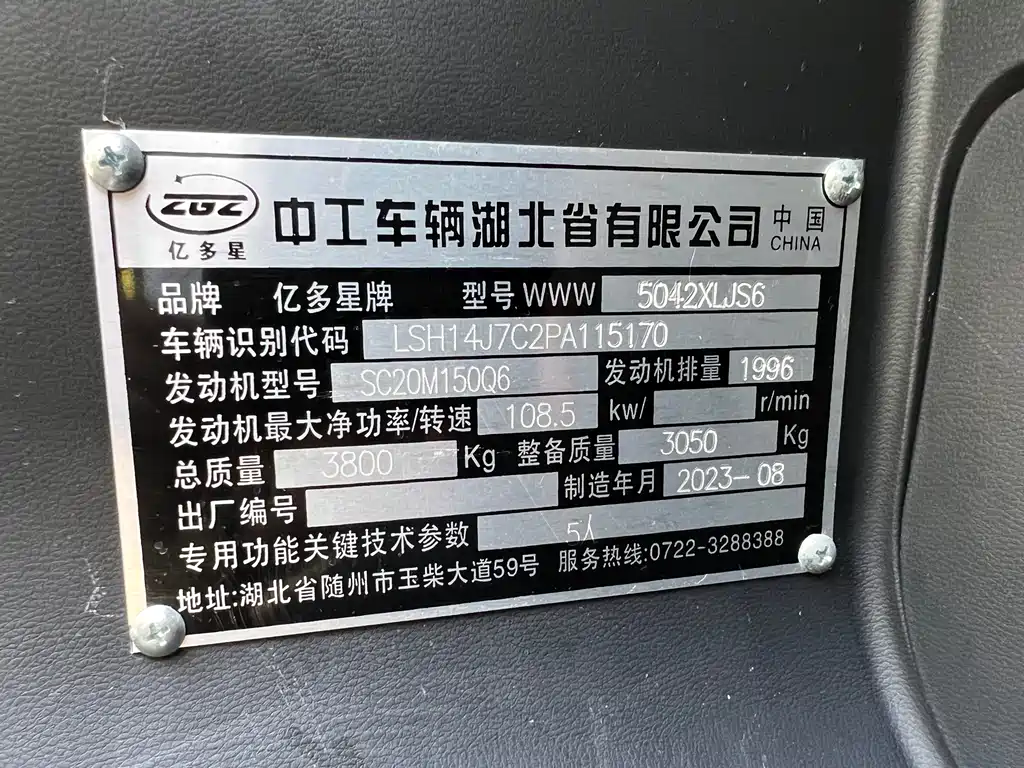 ZGZ 亿多星 中工车辆湖北省有限公司 中国 CHINA
品牌 亿多星牌 型号 WWW 5042XLJS6
车辆识别代码 LSH14J7C2PA115170
发动机型号 SC20M150Q6 发动机排量 1996
发动机最大净功率/转速 108.5 kw/ r/min
总质量 3800 Kg 整备质量 3050 Kg
出厂编号 制造年月 2023-08
专用功能关键技术参数 5人
地址:湖北省随州市玉柴大道59号 服务热线:0722-3288388